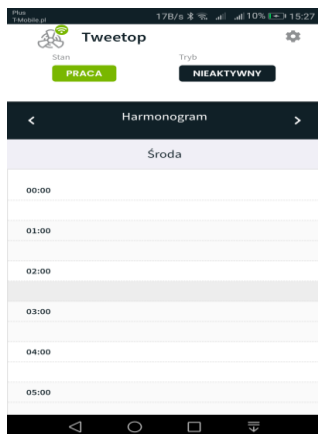 Plus
T-Mobile.pl
17B/s 10% 15:27
Tweetop
Stan Tryb
PRACA NIEAKTYWNY
Harmonogram
Środa
00:00
01:00
02:00
03:00
04:00
05:00